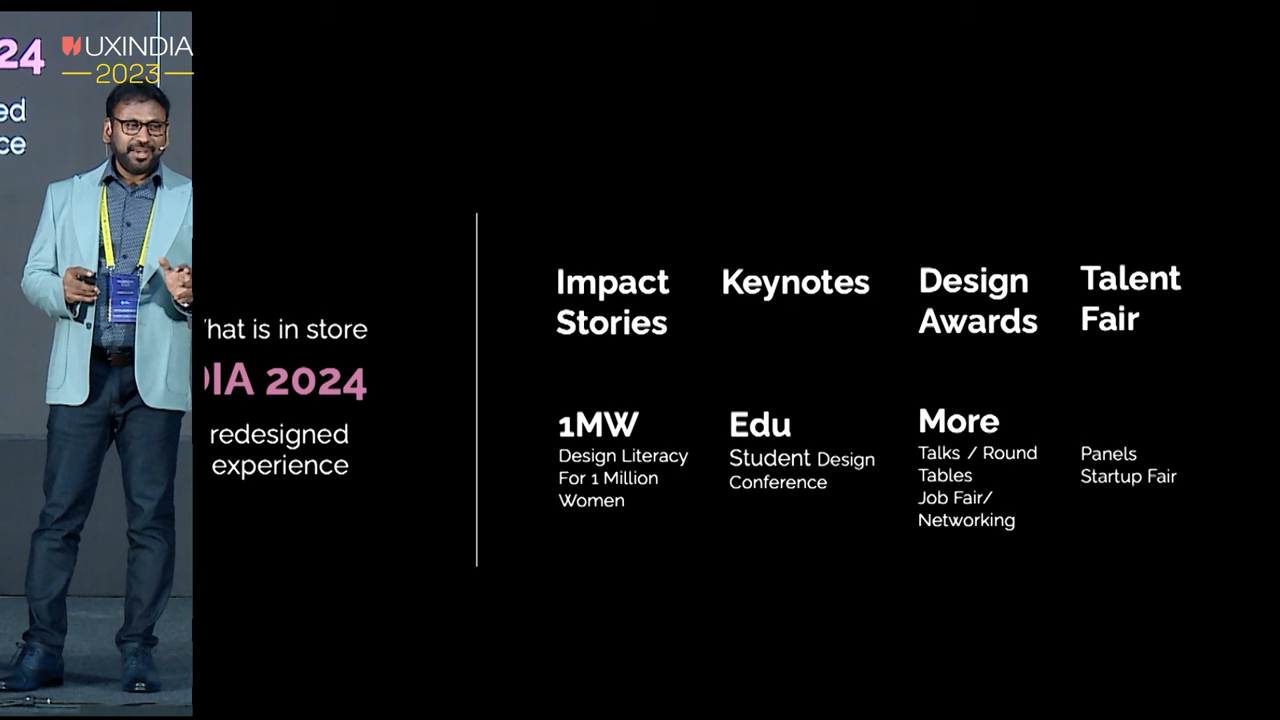 24
UXINDIA
2023
ed
ce
hat is in store
IA 2024
redesigned
experience
Impact
Stories
Keynotes
Design
Awards
Talent
Fair
1MW
Design Literacy
For 1 Million
Women
Edu
Student Design
Conference
More
Talks / Round
Tables
Job Fair/
Networking
Panels
Startup Fair